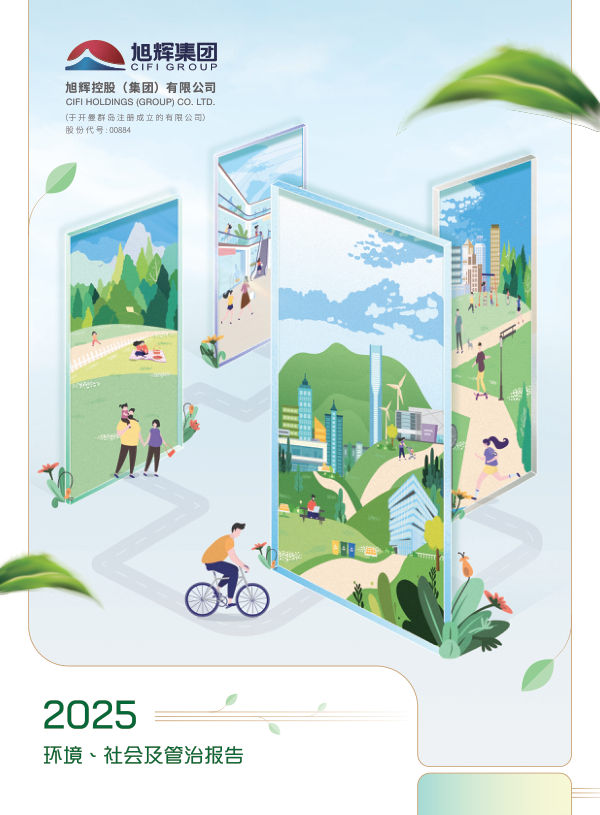 旭辉集团
CIFI GROUP
旭辉控股（集团）有限公司
CIFI HOLDINGS (GROUP) CO. LTD.
(于开曼群岛注册成立的有限公司)
股份代号: 00884
2025
环境、社会及管治报告